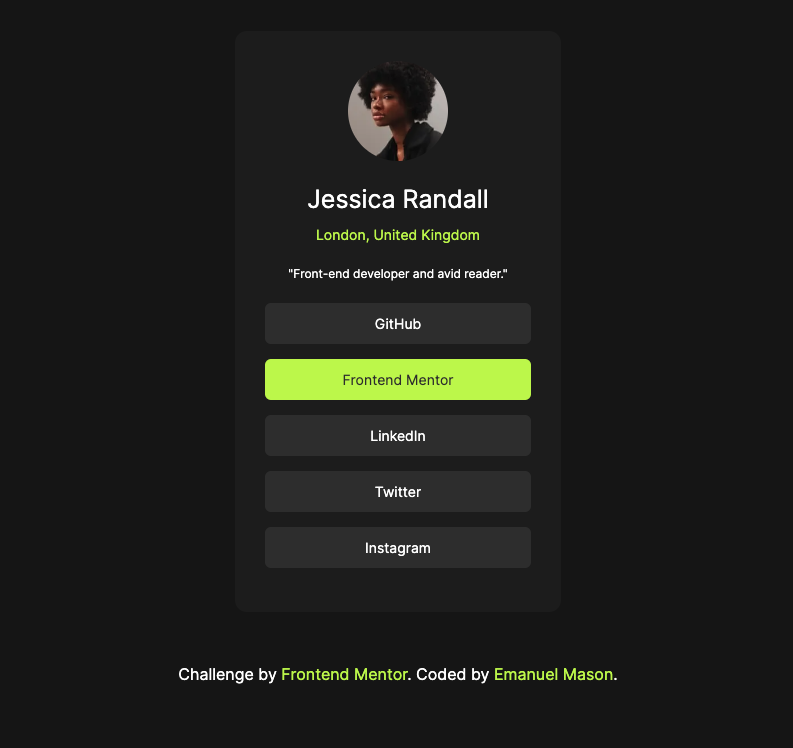 Jessica Randall
London, United Kingdom
"Front-end developer and avid reader."
GitHub
Frontend Mentor
LinkedIn
Twitter
Instagram
Challenge by Frontend Mentor. Coded by Emanuel Mason.